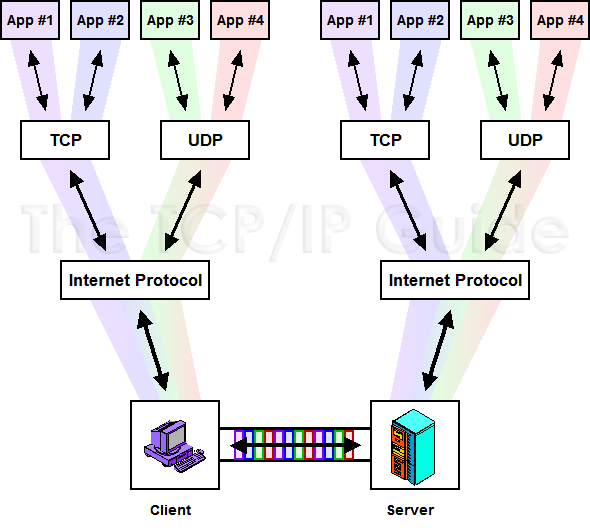 App #1 App #2 App #3 App #4 App #1 App #2 App #3 App #4
TCP UDP TCP UDP
The TCP/IP Guide
Internet Protocol Internet Protocol
Client Server